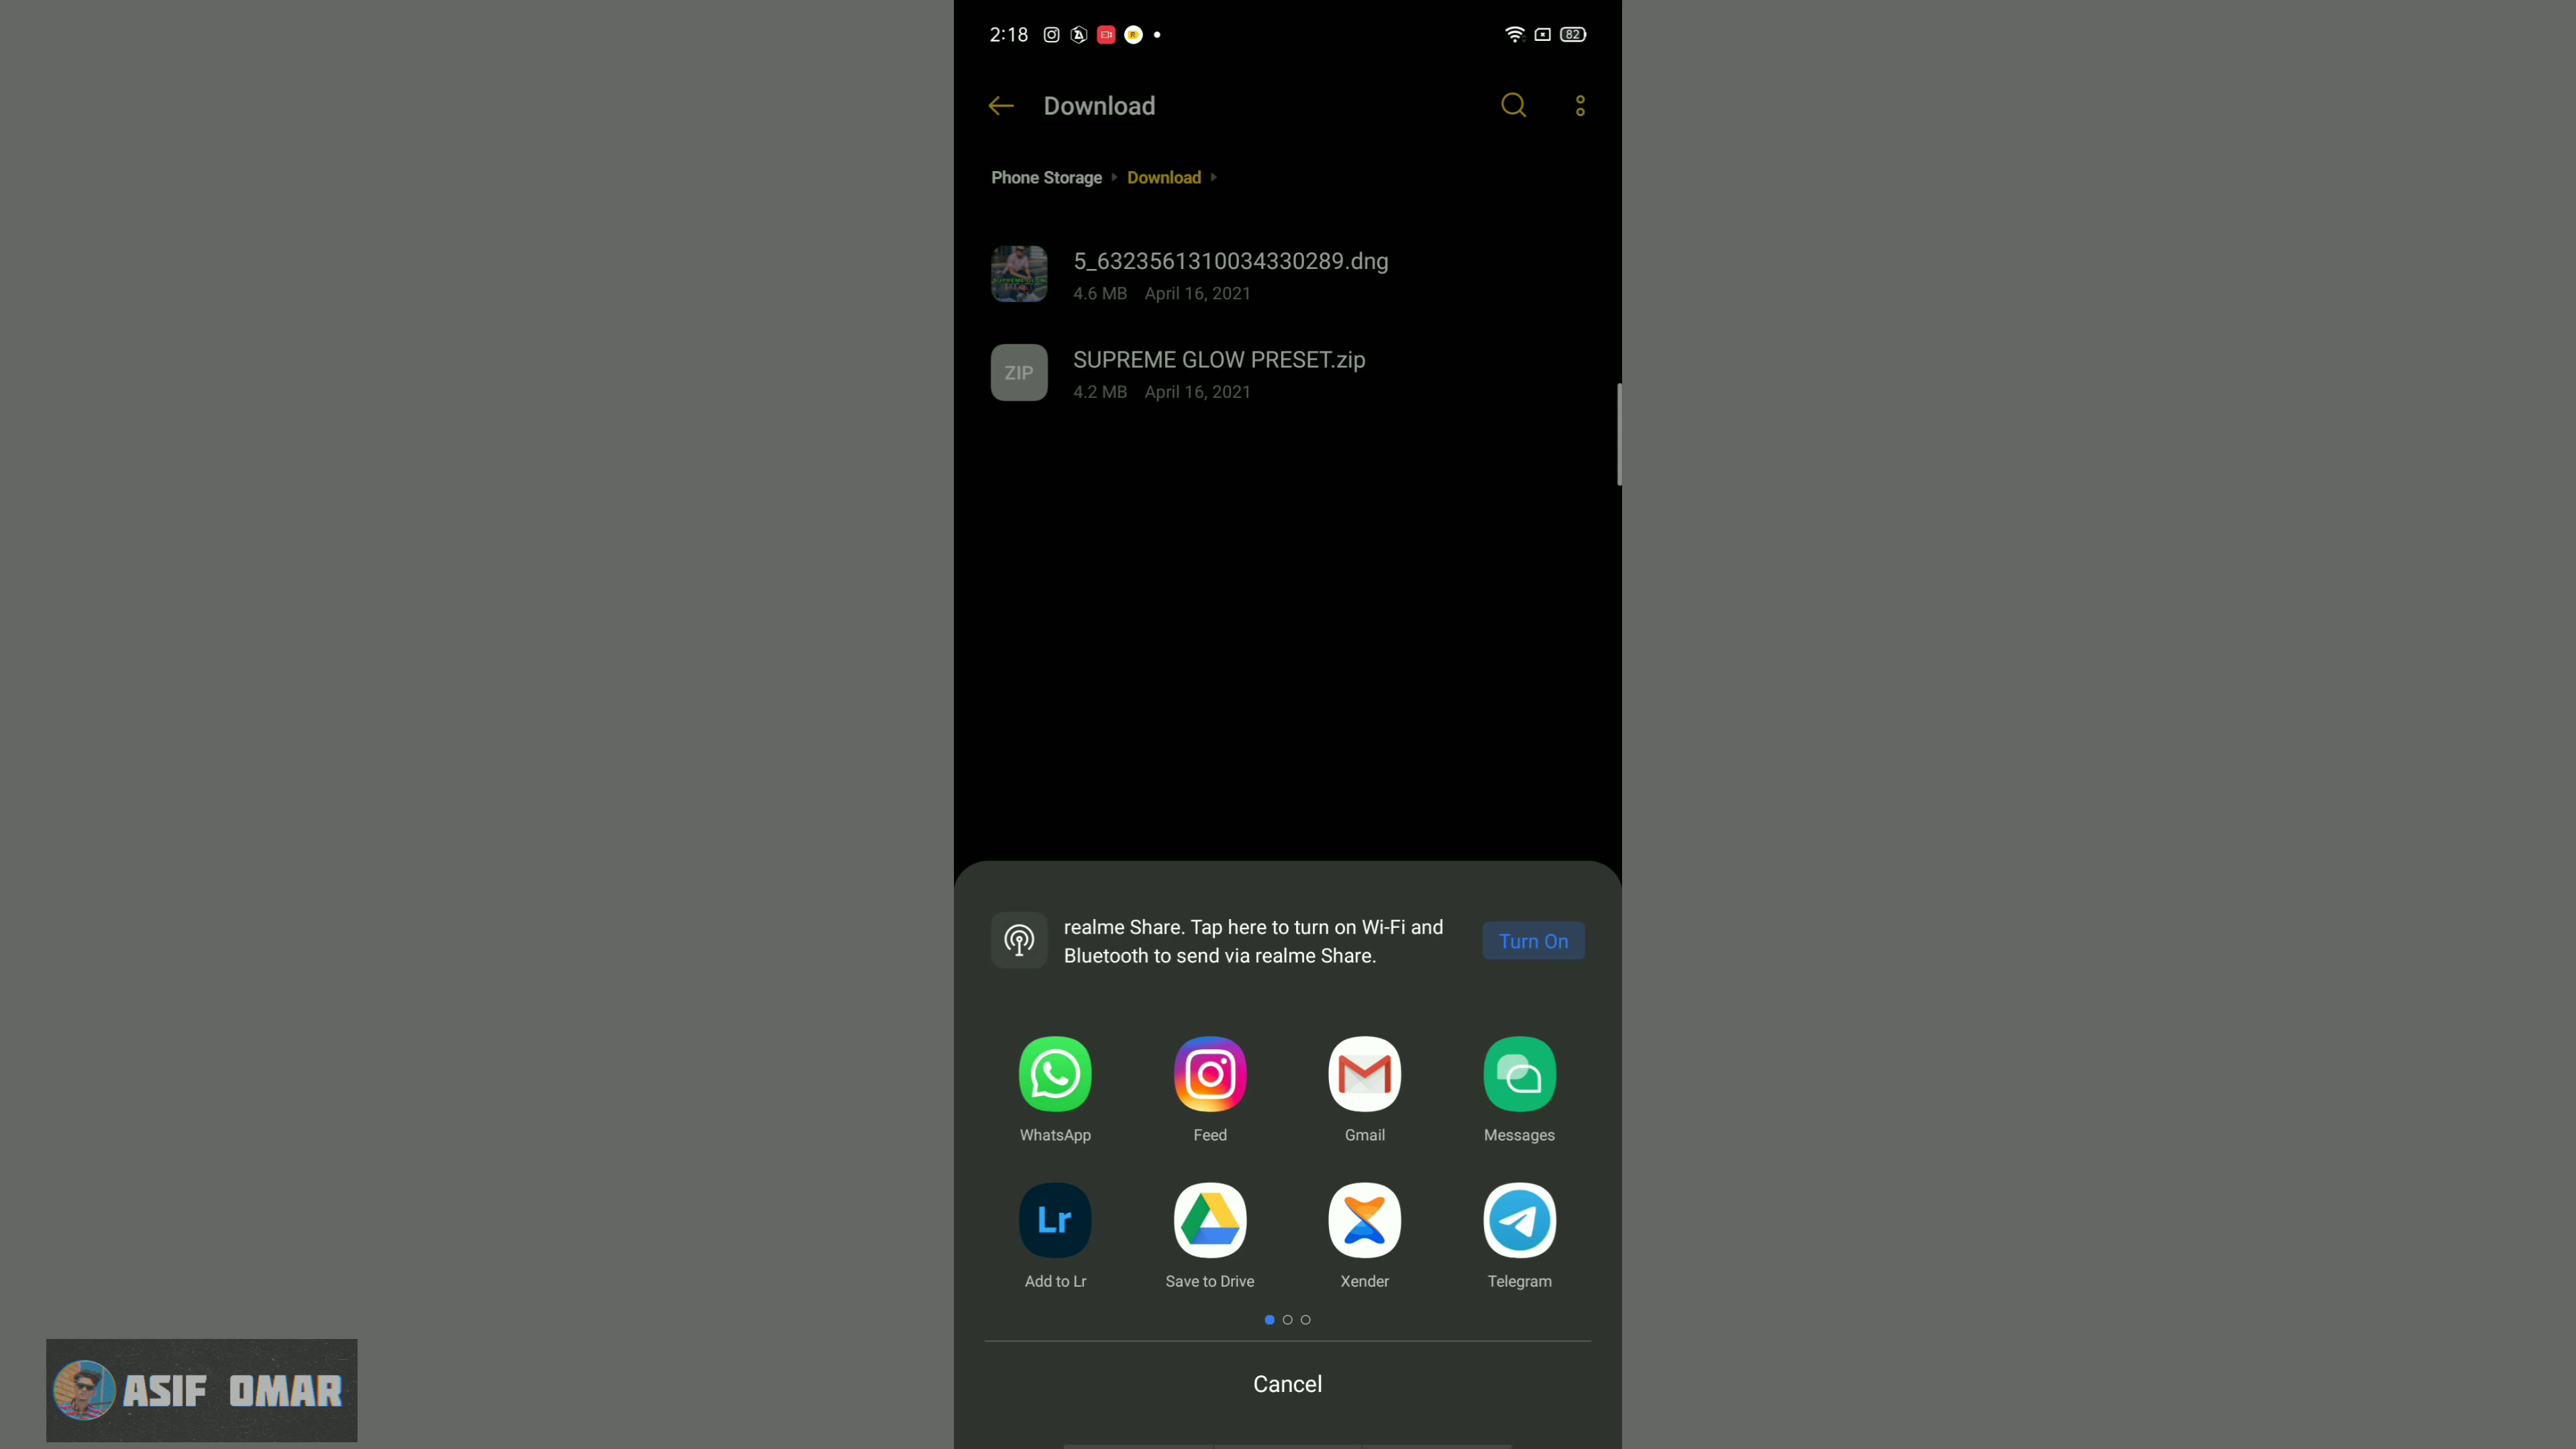 2:18
82
Download
Phone Storage
Download
5_6323561310034330289.dng
4.6 MB April 16, 2021
ZIP
SUPREME GLOW PRESET.zip
4.2 MB April 16, 2021
realme Share. Tap here to turn on Wi-Fi and
Bluetooth to send via realme Share.
Turn On
WhatsApp
Feed
Gmail
Messages
Lr
Add to Lr
Save to Drive
Xender
Telegram
Cancel
ASIF OMAR